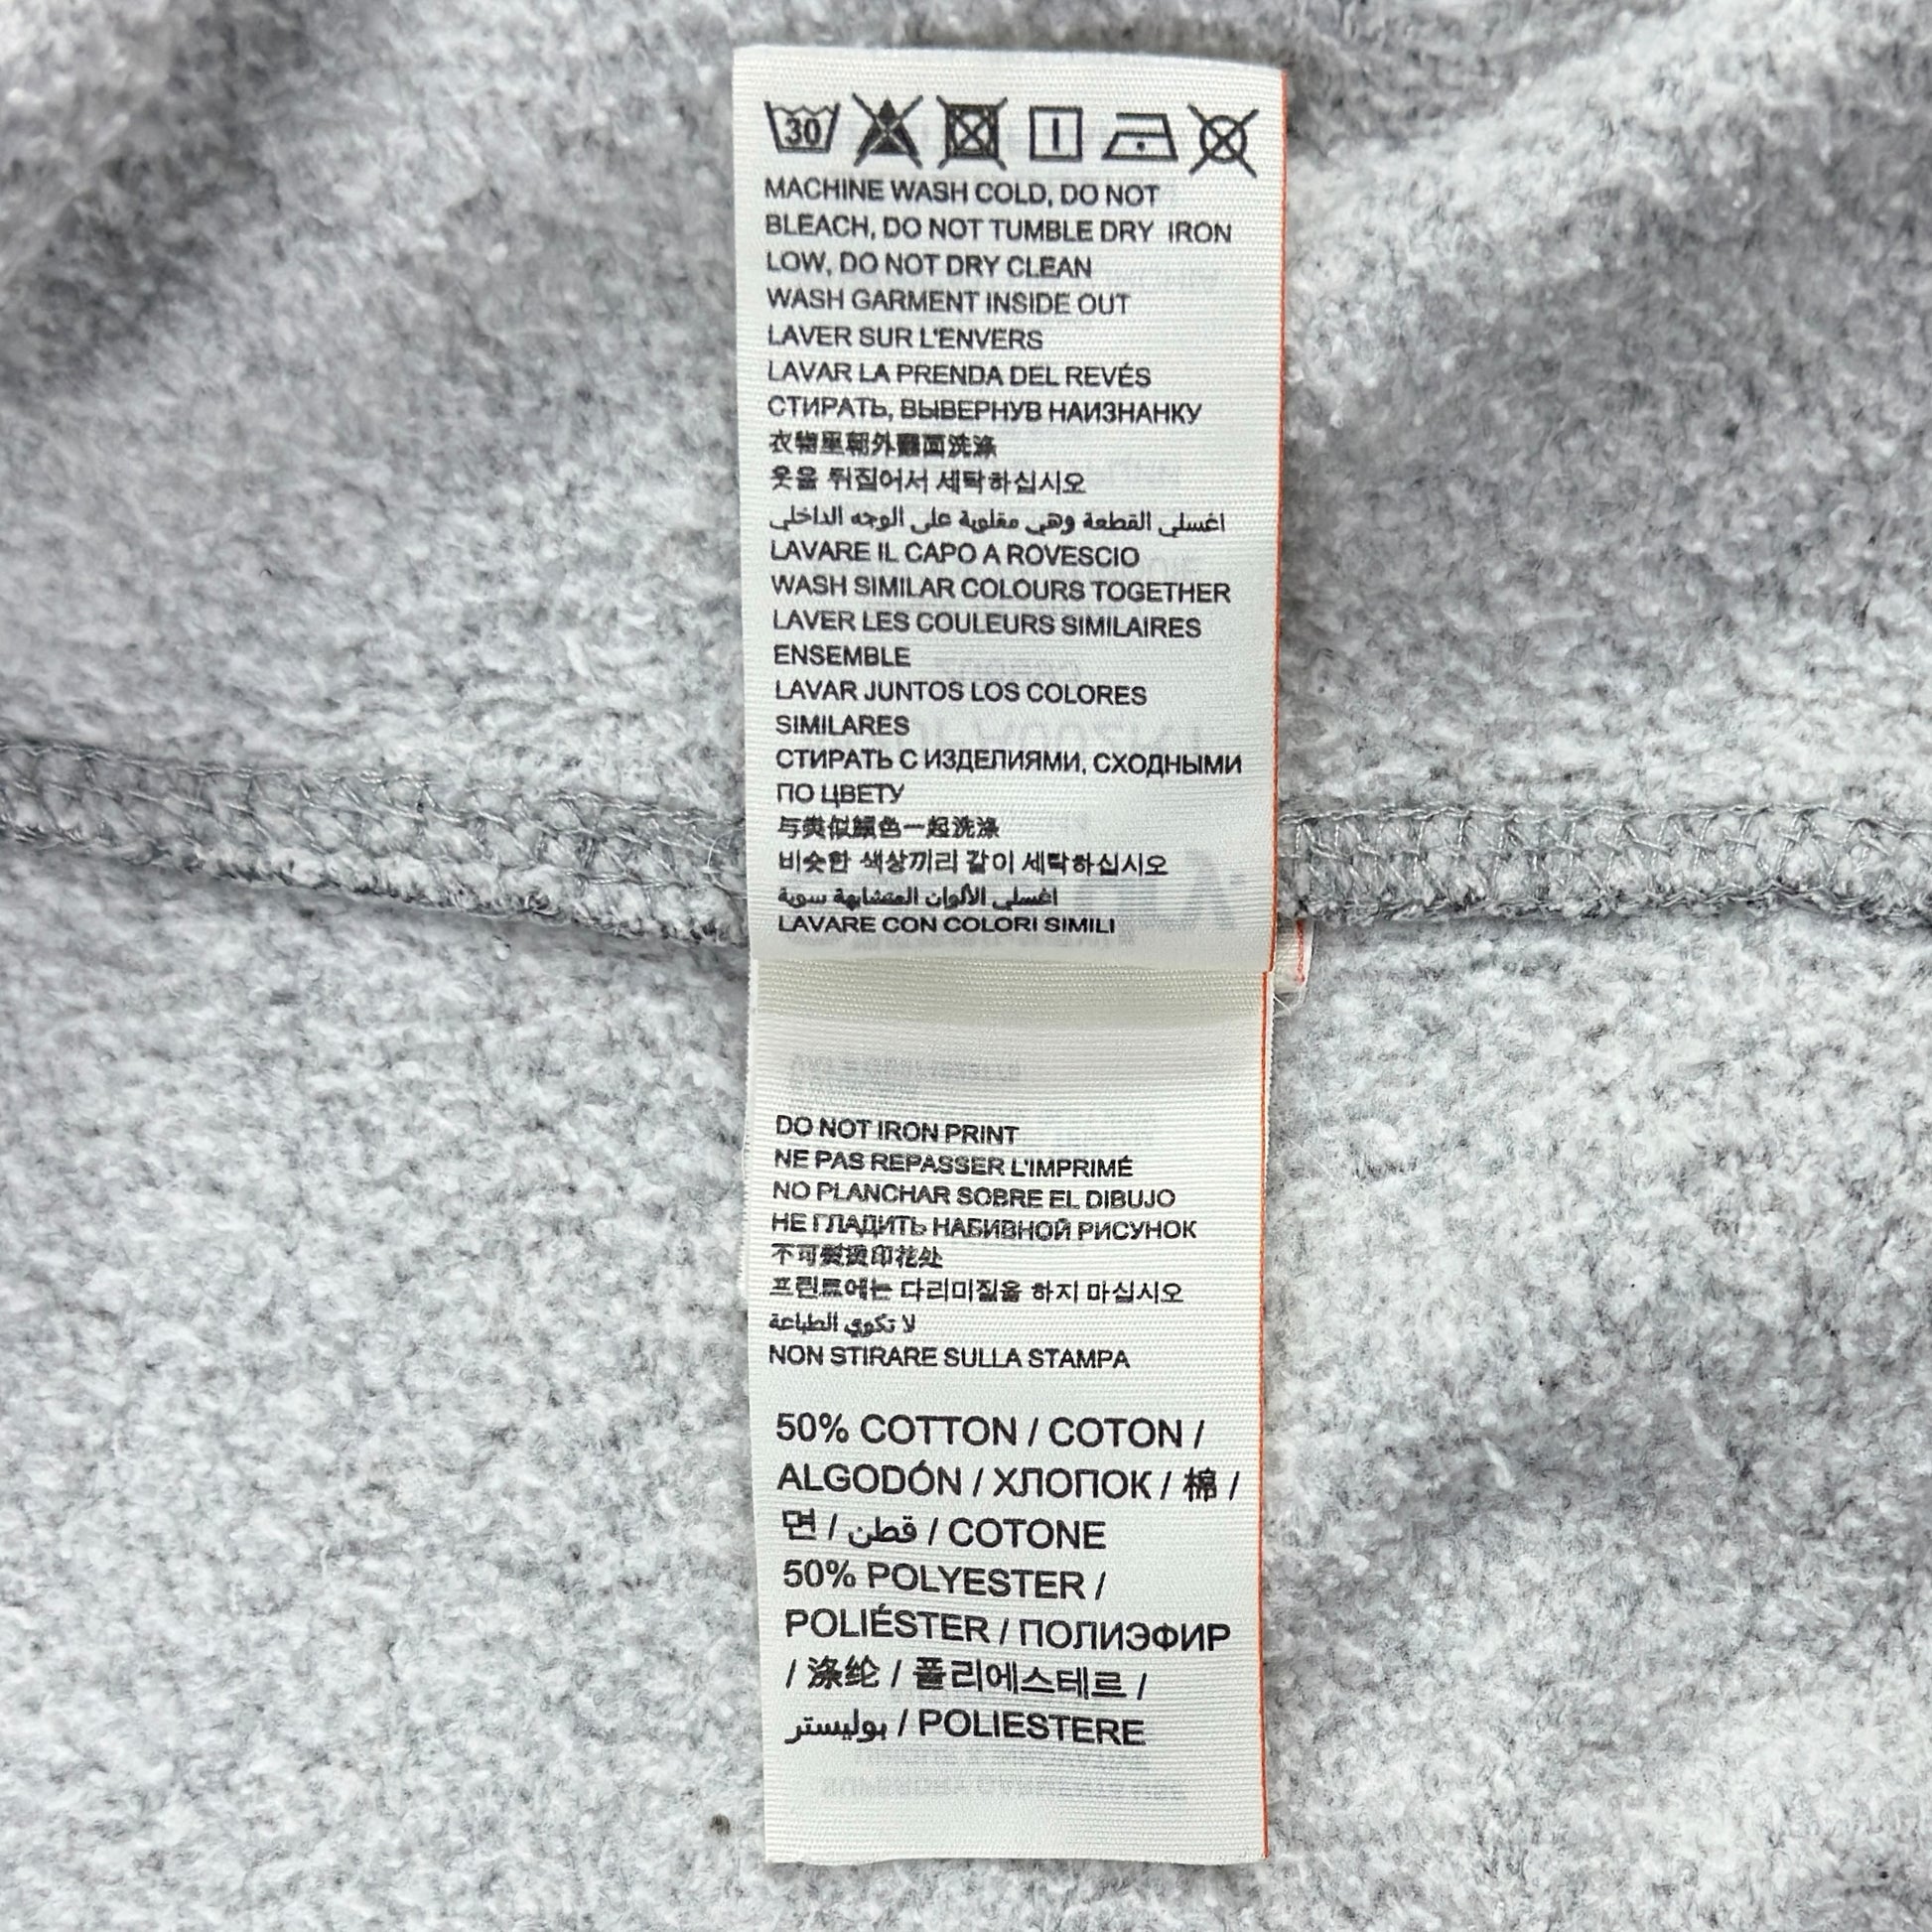 30
MACHINE WASH COLD, DO NOT
BLEACH, DO NOT TUMBLE DRY IRON
LOW, DO NOT DRY CLEAN
WASH GARMENT INSIDE OUT
LAVER SUR L'ENVERS
LAVAR LA PRENDA DEL REVÉS
СТИРАТЬ, ВЫВЕРНУВ НАИЗНАНКУ
衣物里朝外翻面洗涤
옷을 뒤집어서 세탁하십시오
اغسلي القطعة وهي مقلوبة على الوجه الداخلي
LAVARE IL CAPO A ROVESCIO
WASH SIMILAR COLOURS TOGETHER
LAVER LES COULEURS SIMILAIRES
ENSEMBLE
LAVAR JUNTOS LOS COLORES
SIMILARES
СТИРАТЬ С ИЗДЕЛИЯМИ, СХОДНЫМИ
ПО ЦВЕТУ
与类似颜色一起洗涤
비슷한 색상끼리 같이 세탁하십시오
اغسلي الألوان المتشابهة سوية
LAVARE CON COLORI SIMILI
DO NOT IRON PRINT
NE PAS REPASSER L'IMPRIMÉ
NO PLANCHAR SOBRE EL DIBUJO
НЕ ГЛАДИТЬ НАБИВНОЙ РИСУНОК
不可熨烫印花处
프린트에는 다리미질을 하지 마십시오
لا تكوي الطباعة
NON STIRARE SULLA STAMPA
50% COTTON / COTON /
ALGODÓN / ХЛОПОК / 棉 /
면 / قطن / COTONE
50% POLYESTER /
POLIÉSTER / ПОЛИЭФИР
/ 涤纶 / 폴리에스테르 /
بوليستر / POLIESTERE